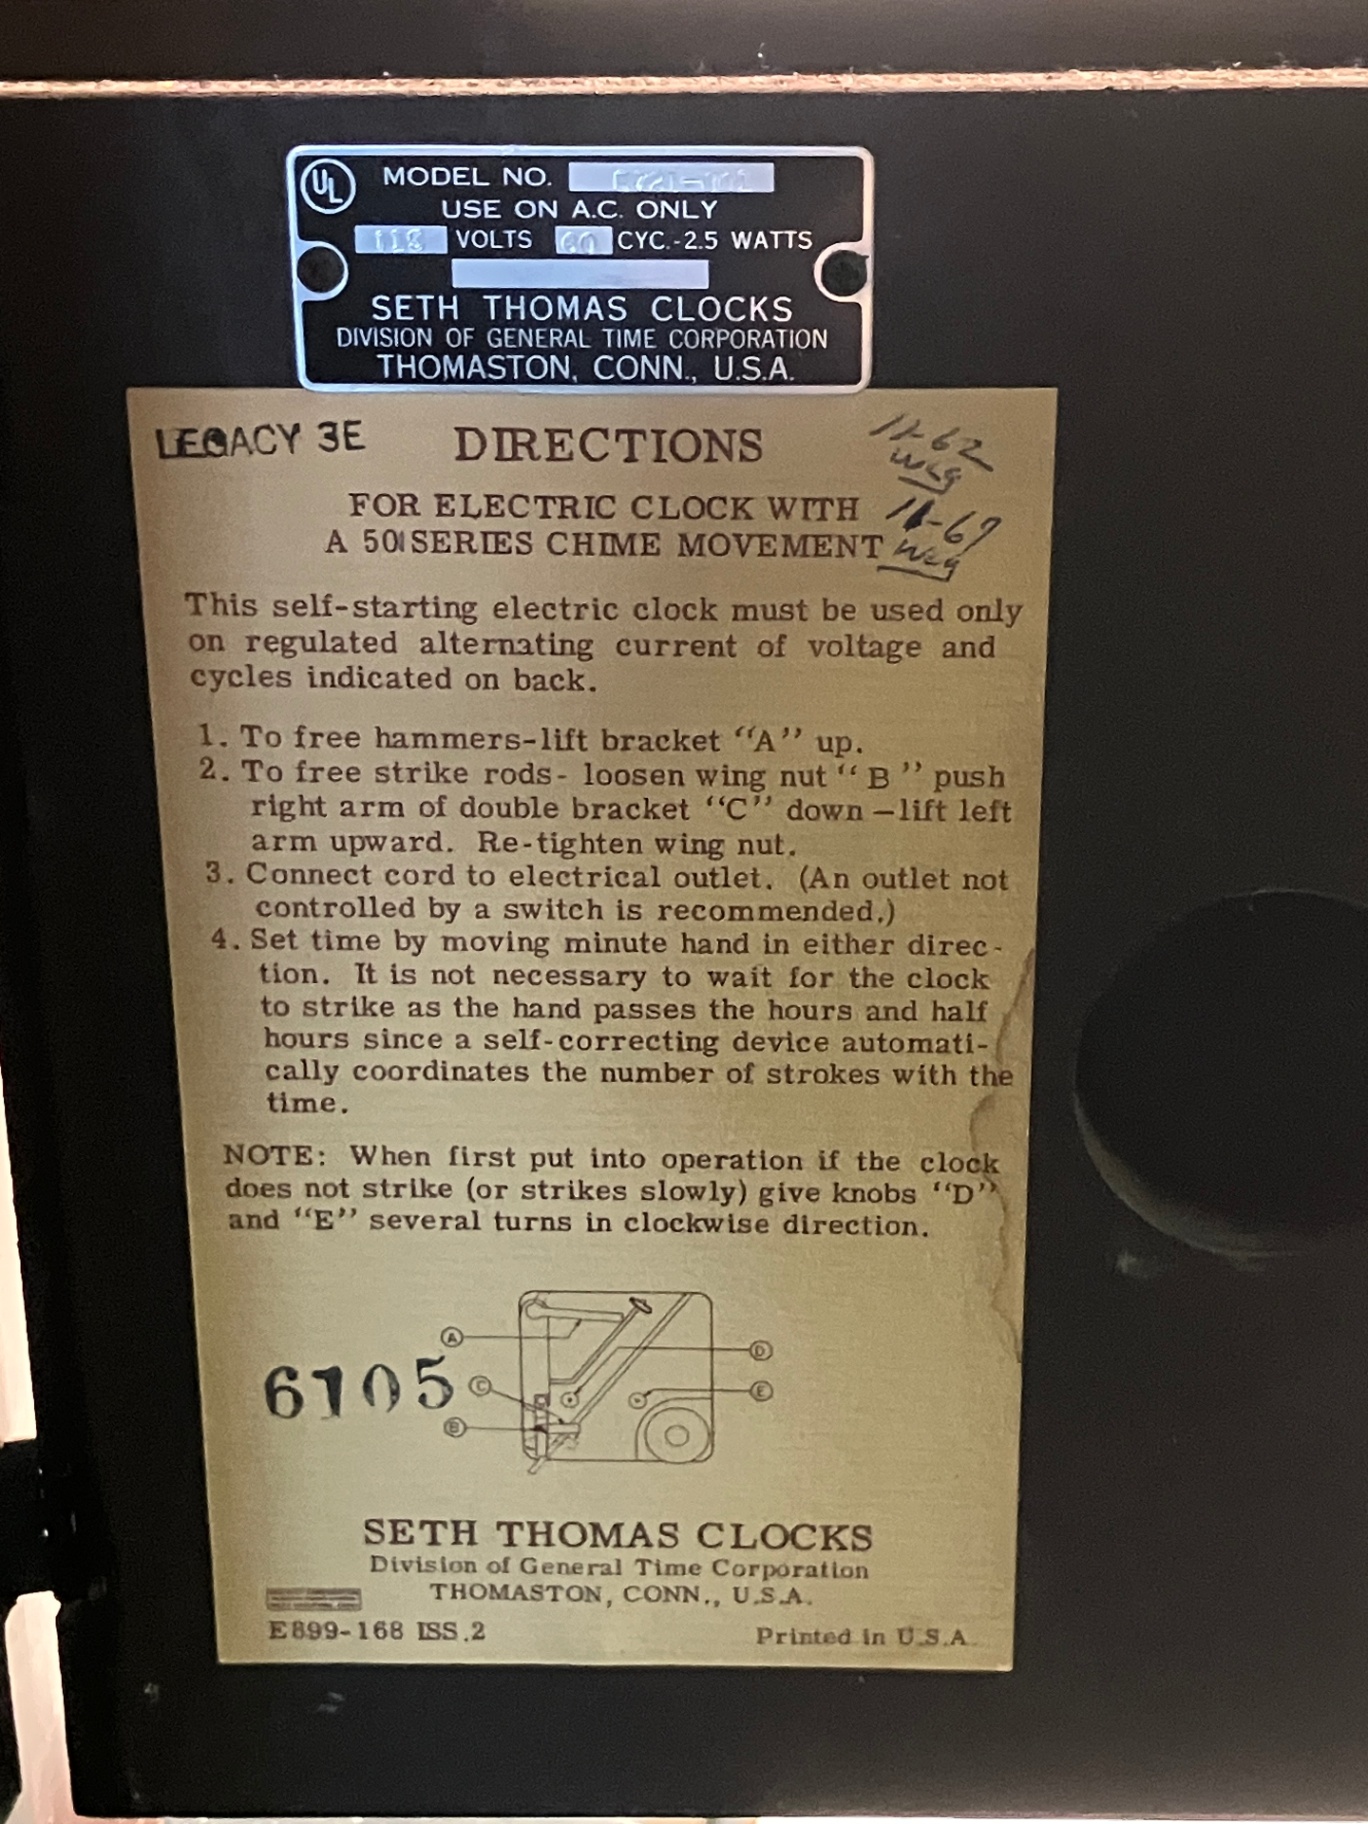 UL MODEL NO.
USE ON A.C. ONLY
118 VOLTS 60 CYC.-2.5 WATTS
SETH THOMAS CLOCKS
DIVISION OF GENERAL TIME CORPORATION
THOMASTON, CONN., U.S.A.
LEGACY 3E DIRECTIONS 11-62
FOR ELECTRIC CLOCK WITH
A 501 SERIES CHIME MOVEMENT
This self-starting electric clock must be used only
on regulated alternating current of voltage and
cycles indicated on back.
1. To free hammers-lift bracket “A” up.
2. To free strike rods- loosen wing nut “B” push
right arm of double bracket “C” down –lift left
arm upward. Re-tighten wing nut.
3. Connect cord to electrical outlet. (An outlet not
controlled by a switch is recommended.)
4. Set time by moving minute hand in either direc-
tion. It is not necessary to wait for the clock
to strike as the hand passes the hours and half
hours since a self-correcting device automati-
cally coordinates the number of strokes with the
time.
NOTE: When first put into operation if the clock
does not strike (or strikes slowly) give knobs “D”
and “E” several turns in clockwise direction.
A
D
6105 C
E
B
SETH THOMAS CLOCKS
Division of General Time Corporation
THOMASTON, CONN., U.S.A.
E899-168 ISS.2 Printed in U.S.A.